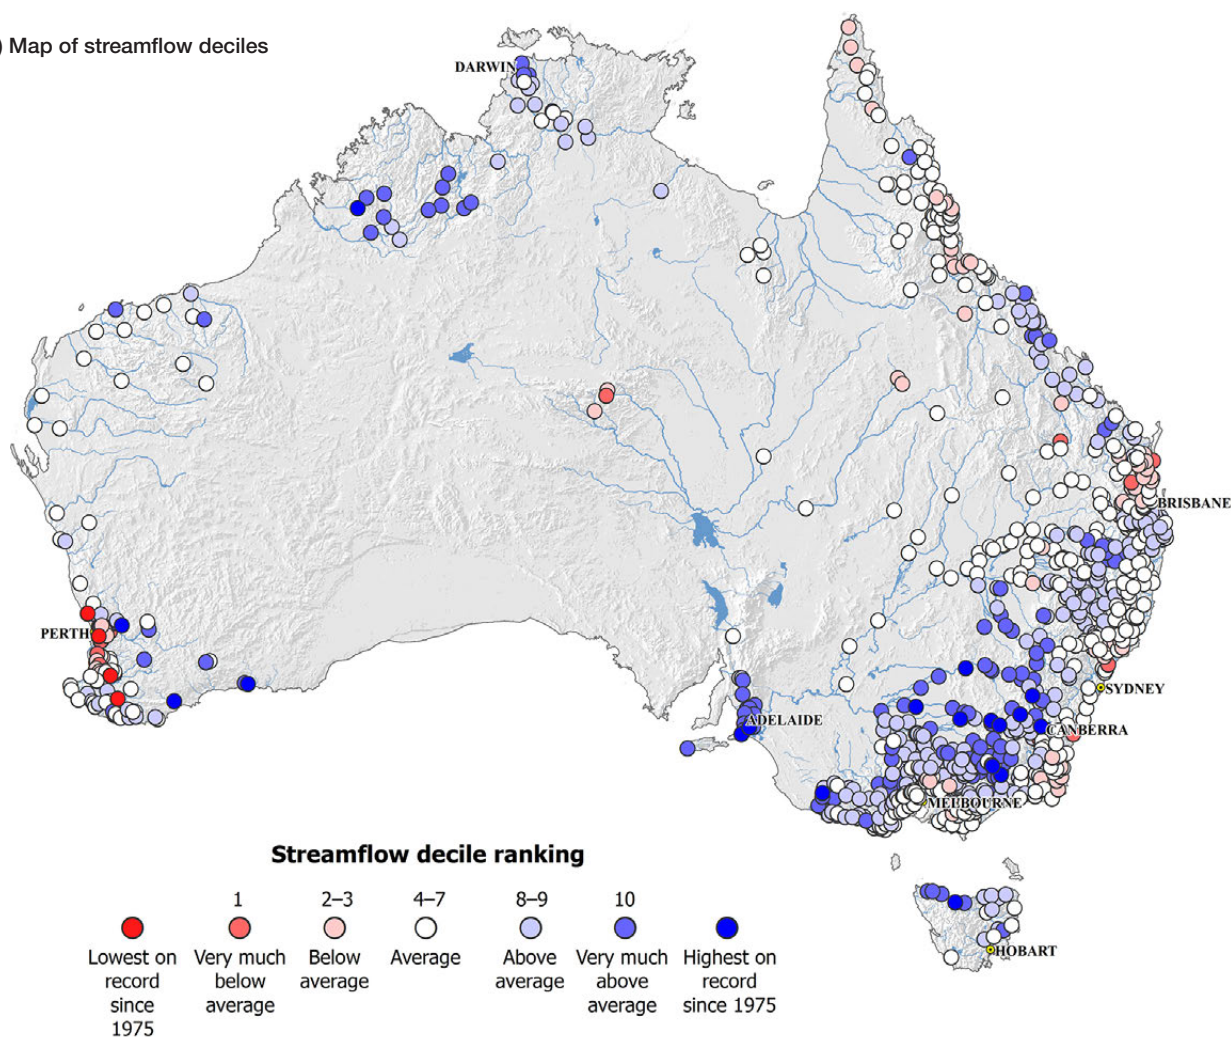 ) Map of streamflow deciles
DARWIN
BRISBANE
PERTH
SYDNEY
ADELAIDE
CANBERRA
MELBOURNE
HOBART
Streamflow decile ranking
1 2–3 4–7 8–9 10
Lowest on record since 1975
Very much below average
Below average
Average
Above average
Very much above average
Highest on record since 1975